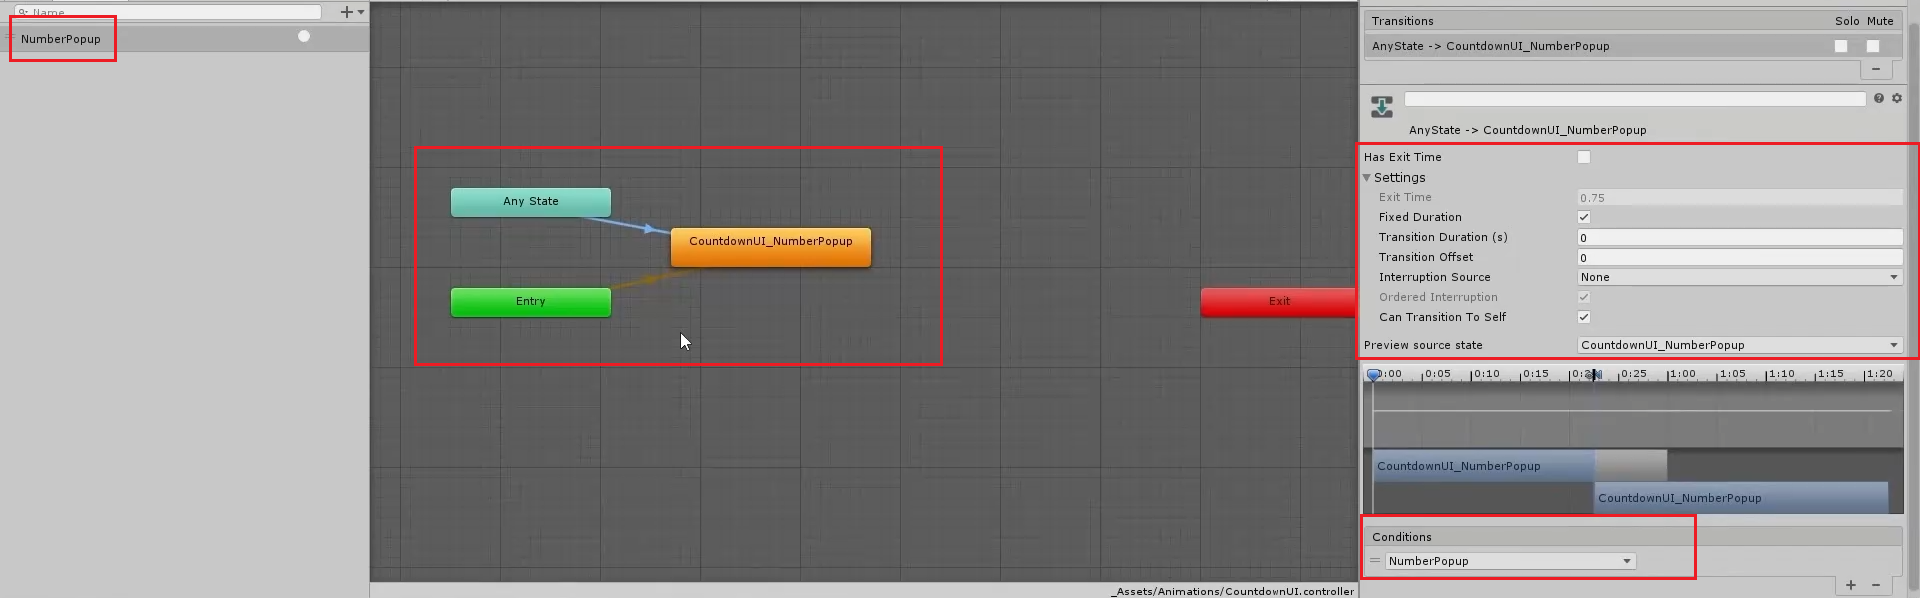 Name
NumberPopup
Any State
CountdownUI_NumberPopup
Entry
Exit
_Assets/Animations/CountdownUI.controller
Transitions Solo Mute
AnyState -> CountdownUI_NumberPopup
AnyState -> CountdownUI_NumberPopup
Has Exit Time
Settings
Exit Time 0.75
Fixed Duration
Transition Duration (s) 0
Transition Offset 0
Interruption Source None
Ordered Interruption
Can Transition To Self
Preview source state CountdownUI_NumberPopup
0:00 0:05 0:10 0:15 0:25 1:00 1:05 1:10 1:15 1:20
CountdownUI_NumberPopup
CountdownUI_NumberPopup
Conditions
NumberPopup